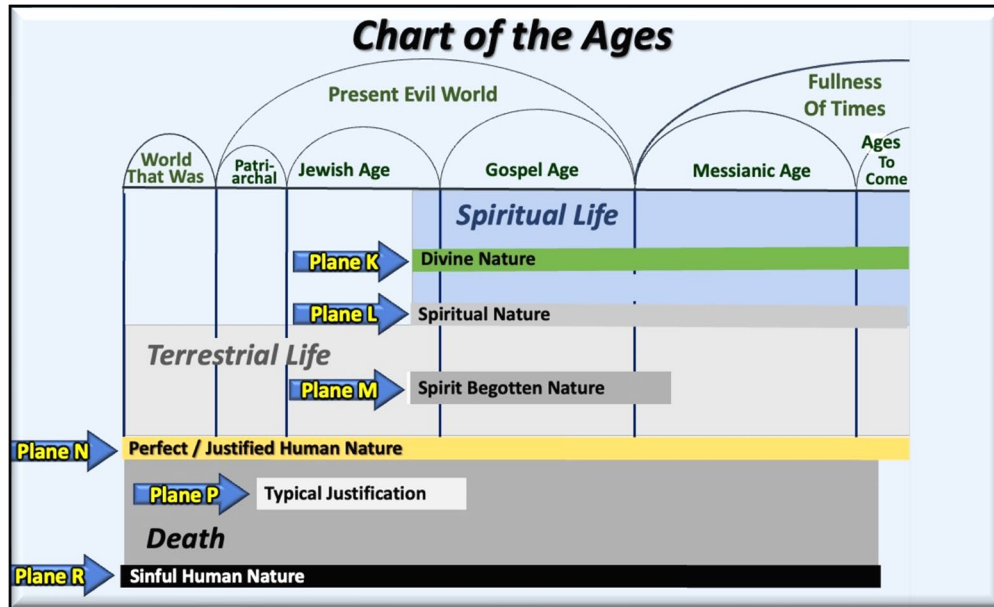 Chart of the Ages
Present Evil World
Fullness
Of Times
World
That Was
Patri-
archal
Jewish Age
Gospel Age
Messianic Age
Ages
To
Come
Spiritual Life
Plane K
Divine Nature
Plane L
Spiritual Nature
Terrestrial Life
Plane M
Spirit Begotten Nature
Plane N
Perfect / Justified Human Nature
Plane P
Typical Justification
Death
Plane R
Sinful Human Nature